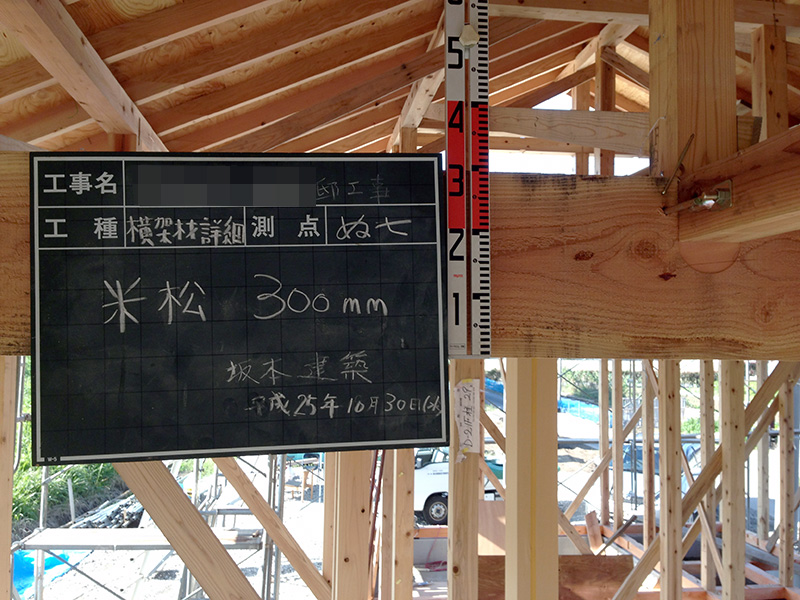 工事名 邸工事
工種 横架材詳細 測点 ぬ七
米松 300mm
坂本建築
平成25年10月30日(水)
5
4
3
2
1